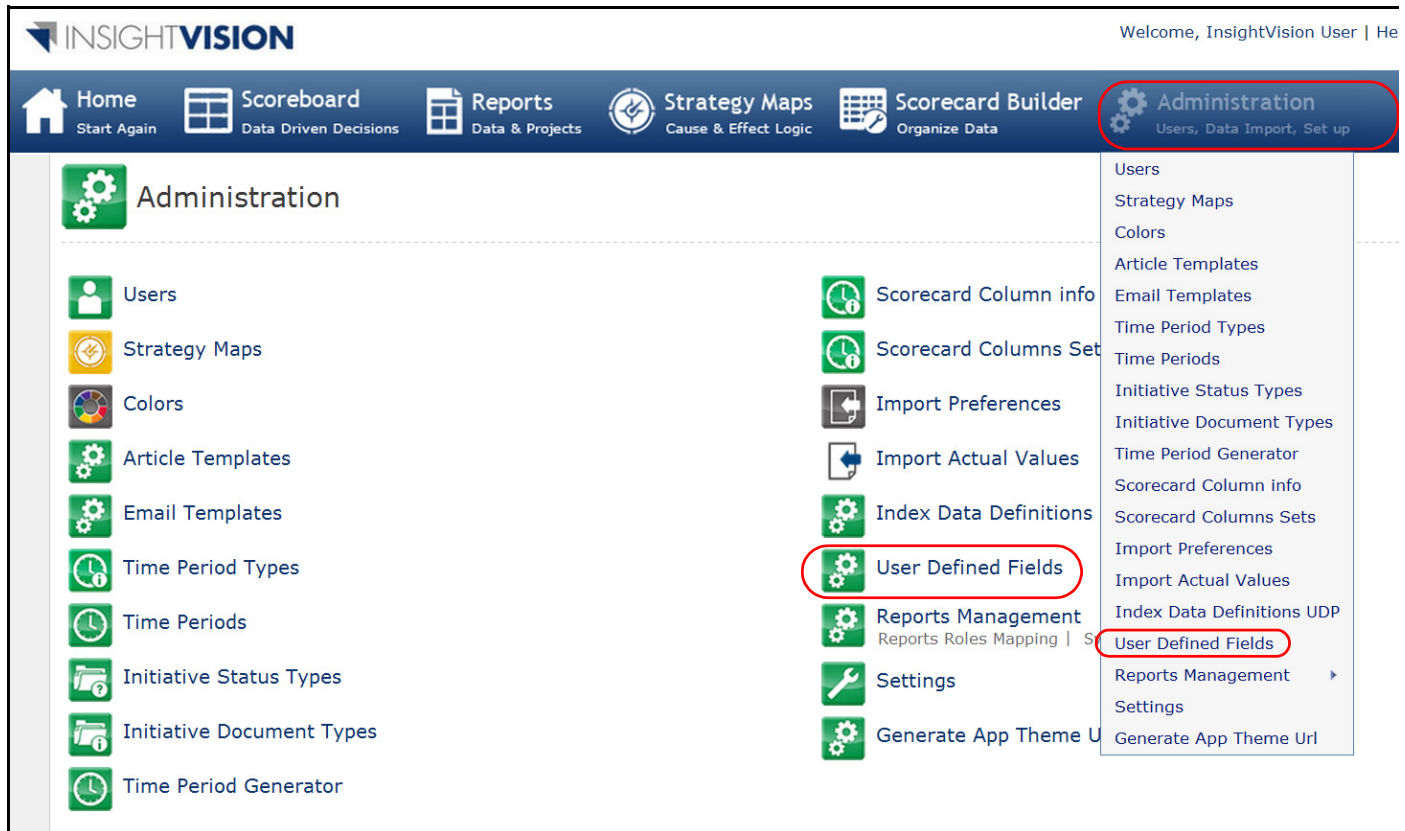 INSIGHTVISION
Welcome, InsightVision User | He
Home
Start Again
Scoreboard
Data Driven Decisions
Reports
Data & Projects
Strategy Maps
Cause & Effect Logic
Scorecard Builder
Organize Data
Administration
Users, Data Import, Set up
Administration
Users
Strategy Maps
Colors
Article Templates
Email Templates
Time Period Types
Time Periods
Initiative Status Types
Initiative Document Types
Time Period Generator
Scorecard Column info
Scorecard Columns Set
Import Preferences
Import Actual Values
Index Data Definitions
User Defined Fields
Reports Management
Reports Roles Mapping | S
Settings
Generate App Theme U
Users
Strategy Maps
Colors
Article Templates
Email Templates
Time Period Types
Time Periods
Initiative Status Types
Initiative Document Types
Time Period Generator
Scorecard Column info
Scorecard Columns Sets
Import Preferences
Import Actual Values
Index Data Definitions UDP
User Defined Fields
Reports Management
Settings
Generate App Theme Url